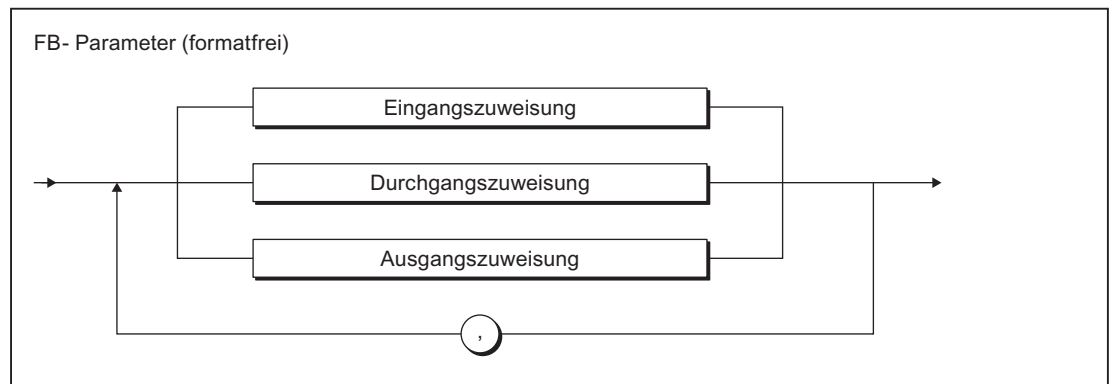 FB- Parameter (formatfrei)
Eingangszuweisung
Durchgangszuweisung
Ausgangszuweisung
,